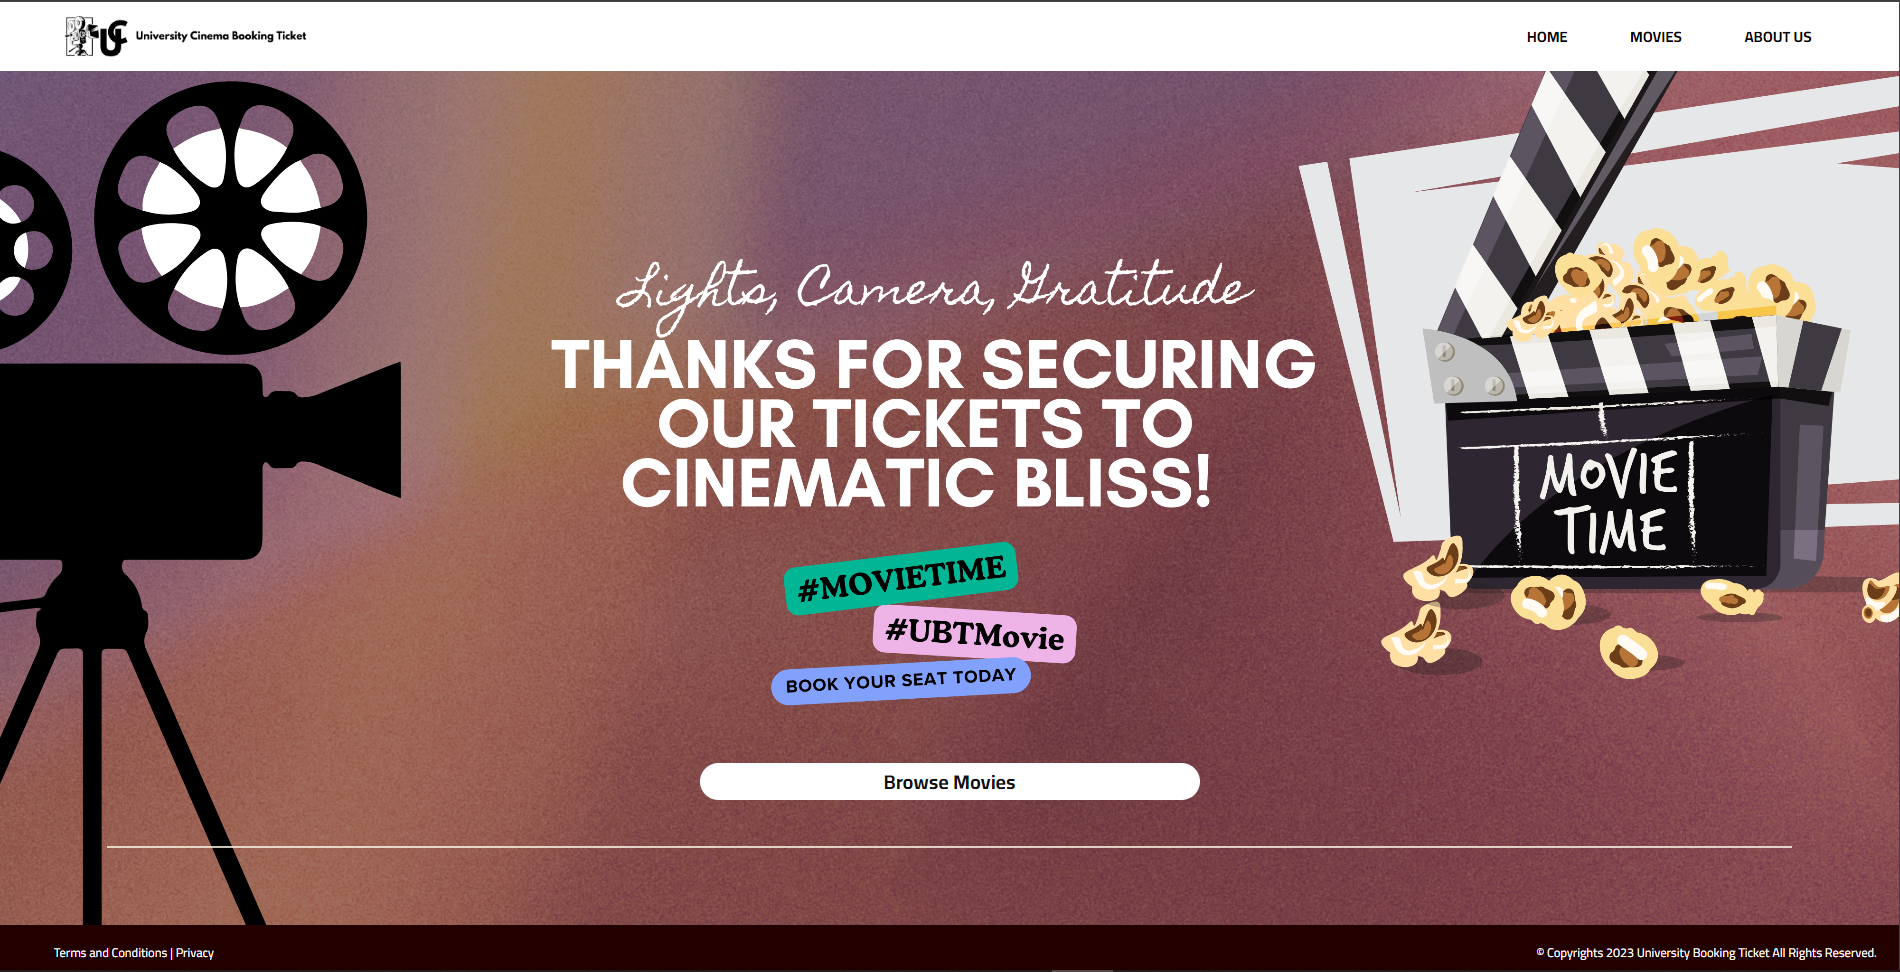 UC
University Cinema Booking Ticket
HOME
MOVIES
ABOUT US
Lights, Camera, Gratitude
THANKS FOR SECURING
OUR TICKETS TO
CINEMATIC BLISS!
MOVIE
TIME
#MOVIETIME
#UBTMovie
BOOK YOUR SEAT TODAY
Browse Movies
Terms and Conditions | Privacy
© Copyrights 2023 University Booking Ticket All Rights Reserved.